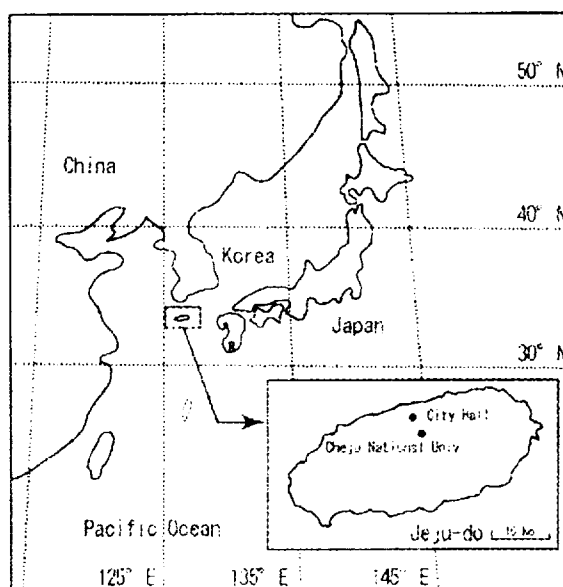 50° N
China
40° N
Korea
Japan
30° N
City Hall
Cheju National Univ
Pacific Ocean
Jeju-do
125° E
135° E
145° E